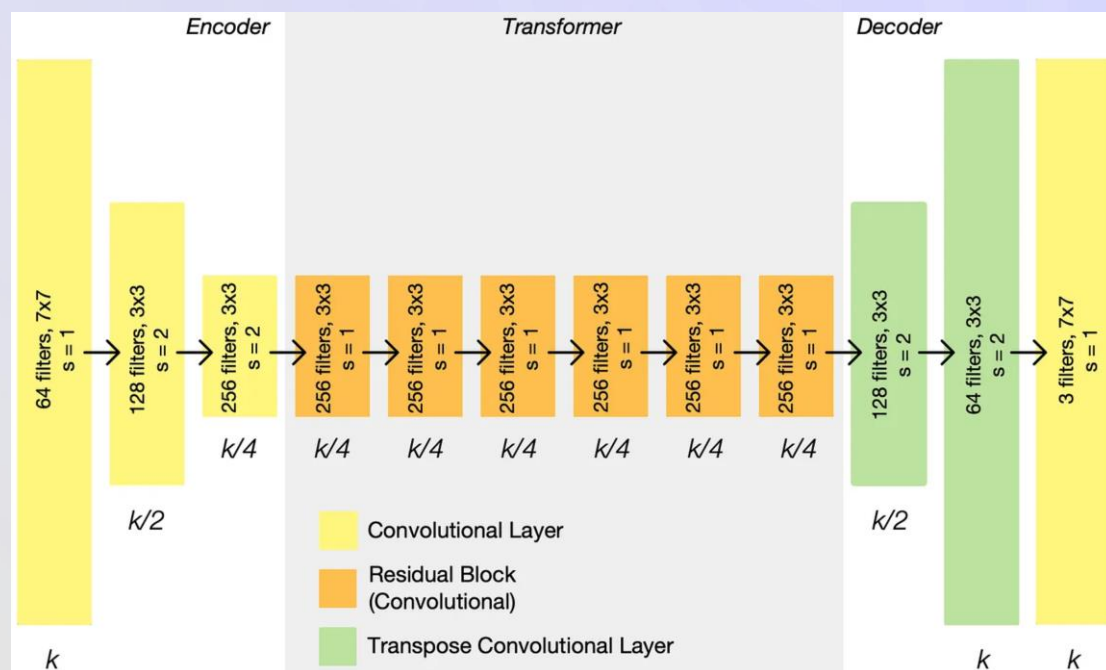 Encoder
Transformer
Decoder
64 filters, 7x7
s = 1
128 filters, 3x3
s = 2
256 filters, 3x3
s = 2
256 filters, 3x3
s = 1
256 filters, 3x3
s = 1
256 filters, 3x3
s = 1
256 filters, 3x3
s = 1
256 filters, 3x3
s = 1
256 filters, 3x3
s = 1
128 filters, 3x3
s = 2
64 filters, 3x3
s = 2
3 filters, 7x7
s = 1
k
k/2
k/4
k/4
k/4
k/4
k/4
k/4
k/4
k/2
k
k
Convolutional Layer
Residual Block
(Convolutional)
Transpose Convolutional Layer